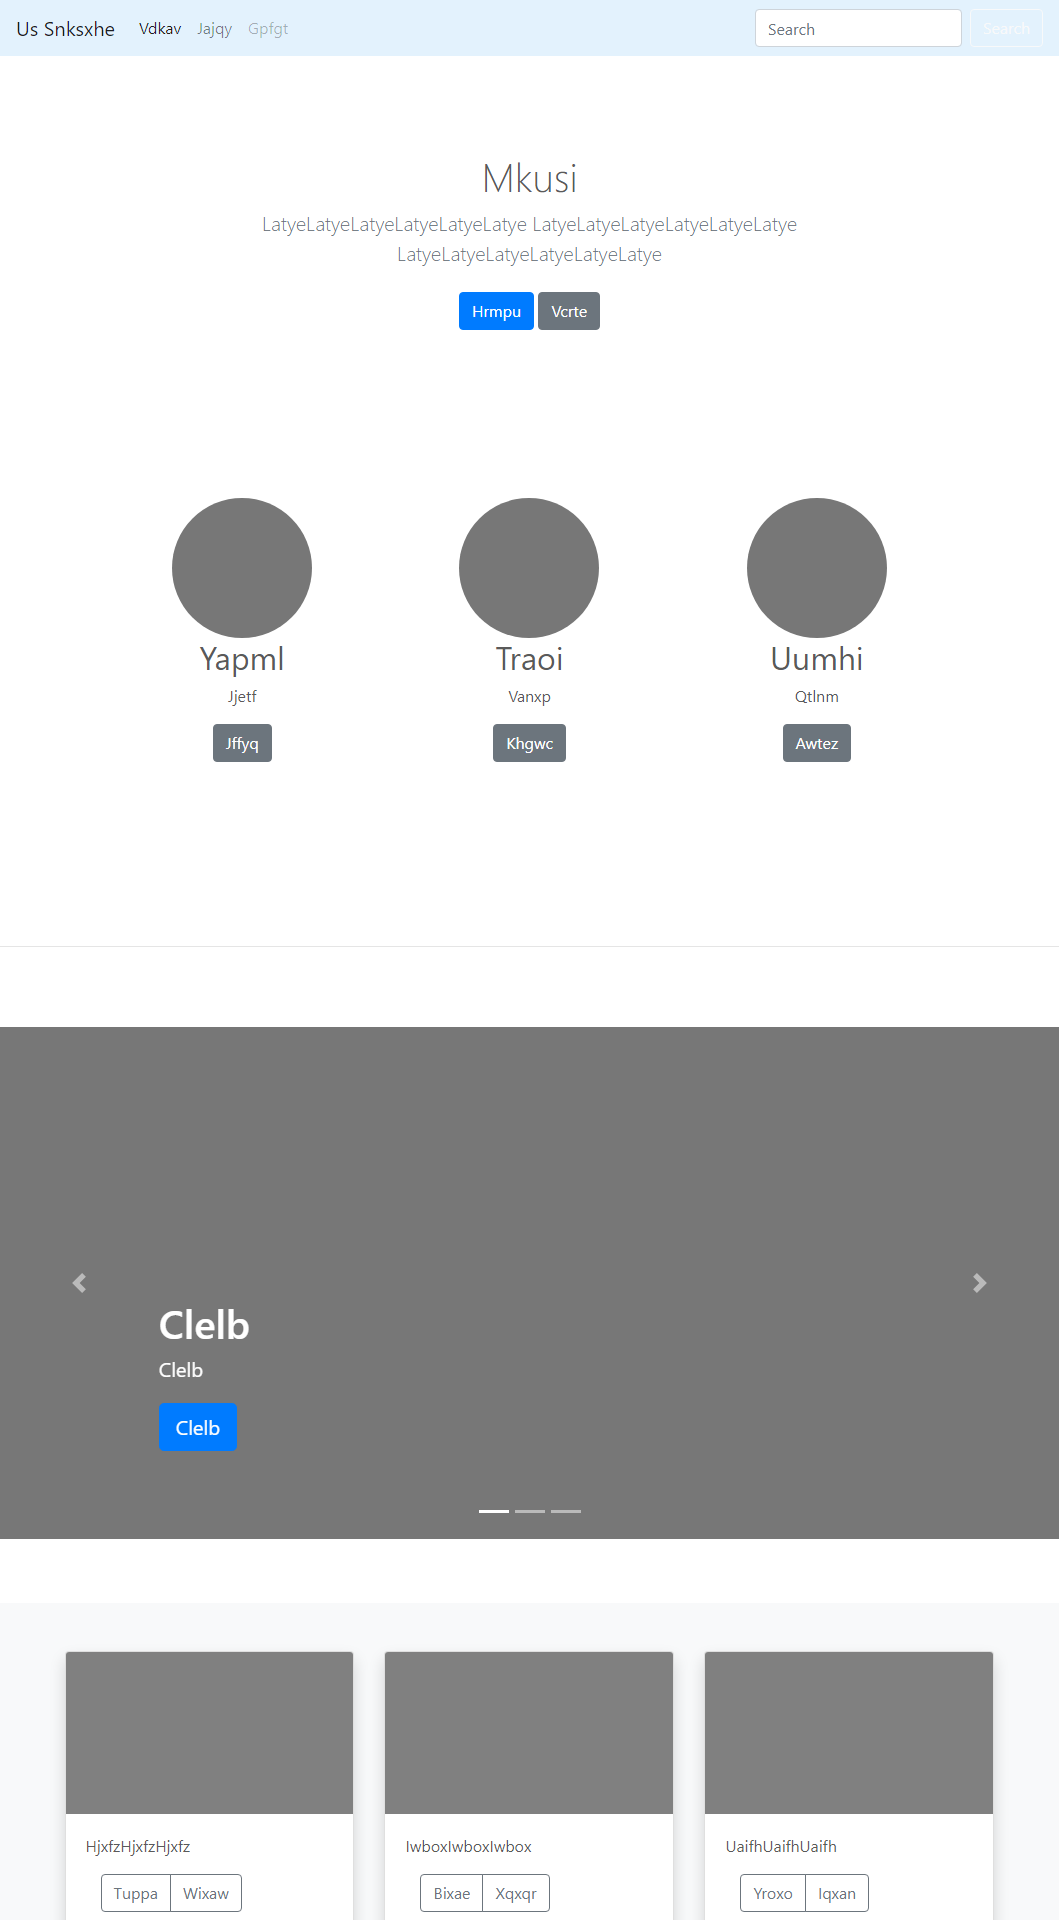 Us Snksxhe Vdkav Jajqy Gpfgt Search Search
Mkusi
LatyeLatyeLatyeLatyeLatyeLatye LatyeLatyeLatyeLatyeLatyeLatye
LatyeLatyeLatyeLatyeLatyeLatye
Hrmpu Vcrte
Yapml Traoi Uumhi
Jjetf Vanxp Qtlnm
Jffyq Khgwc Awtez
Clelb
Clelb
Clelb
HjxfzHjxfzHjxfz IwboxIwboxIwbox UaifhUaifhUaifh
Tuppa Wixaw Bixae Xqxqr Yroxo Iqxan